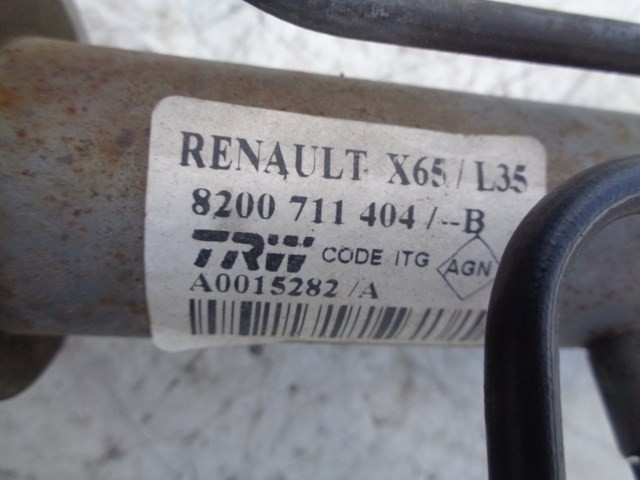 RENAULT X65 / L35
8200 711 404 /--B
TRW CODE ITG AGN
A0015282 /A